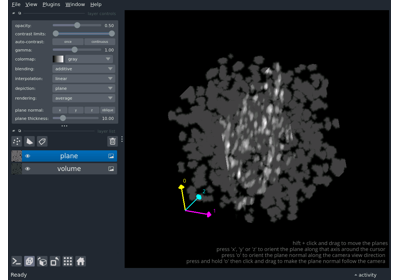 File View Plugins Window Help
opacity: 0.50
contrast limits:
auto-contrast: once continuous
gamma: 1.00
colormap: gray
blending: additive
interpolation: linear
depiction: plane
rendering: average
plane normal: x y z oblique
plane thickness: 10.00
plane
volume
0
2
hift + click and drag to move the planes
press 'x', 'y' or 'z' to orient the plane along that axis around the cursor
press 'o' to orient the plane normal along the camera view direction
press and hold 'o' then click and drag to make the plane normal follow the camera
Ready
activity